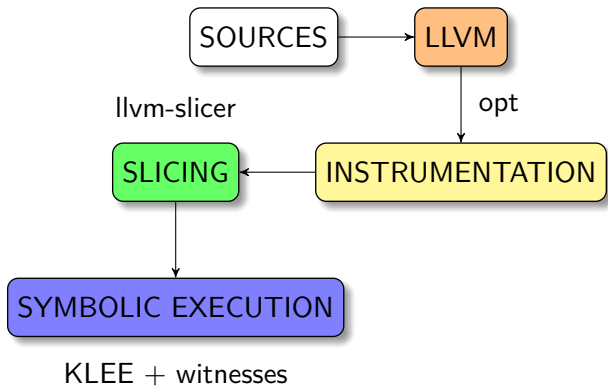 SOURCES
LLVM
opt
llvm-slicer
SLICING
INSTRUMENTATION
SYMBOLIC EXECUTION
KLEE + witnesses